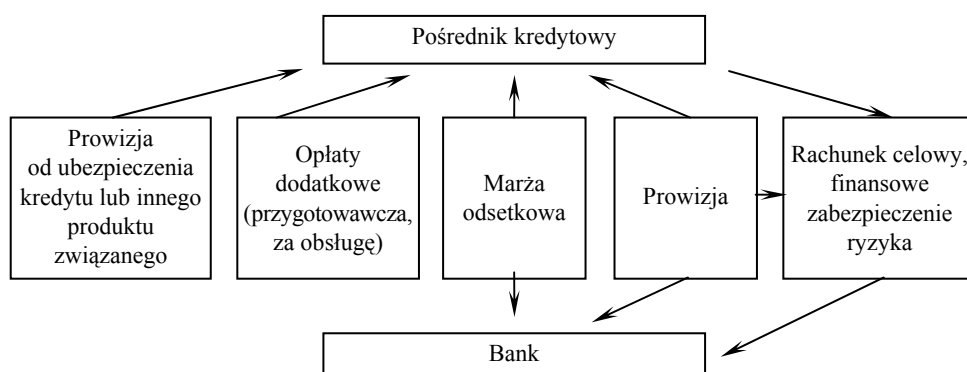 Pośrednik kredytowy
Prowizja
od ubezpieczenia
kredytu lub innego
produktu
związanego
Opłaty
dodatkowe
(przygotowawcza,
za obsługę)
Marża
odsetkowa
Prowizja
Rachunek celowy,
finansowe
zabezpieczenie
ryzyka
Bank